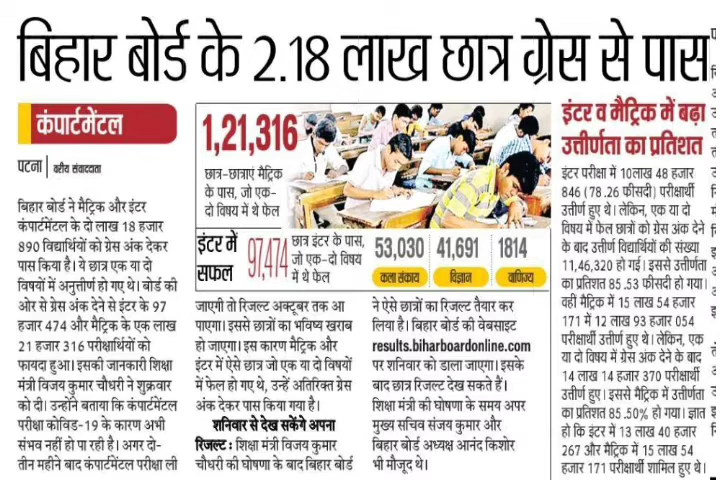 बिहार बोर्ड के 2.18 लाख छात्र ग्रेस से पास
कंपार्टमेंटल
पटना | वरीय संवाददाता
बिहार बोर्ड ने मैट्रिक और इंटर
कंपार्टमेंटल के दो लाख 18 हजार
890 विद्यार्थियों को ग्रेस अंक देकर
पास किया है। ये छात्र एक या दो
विषयों में अनुत्तीर्ण हो गए थे। बोर्ड की
ओर से ग्रेस अंक देने से इंटर के 97
हजार 474 और मैट्रिक के एक लाख
21 हजार 316 परीक्षार्थियों को
फायदा हुआ। इसकी जानकारी शिक्षा
मंत्री विजय कुमार चौधरी ने शुक्रवार
को दी। उन्होंने बताया कि कंपार्टमेंटल
परीक्षा कोविड-19 के कारण अभी
संभव नहीं हो पा रही है। अगर दो-
तीन महीने बाद कंपार्टमेंटल परीक्षा ली
1,21,316
छात्र-छात्राएं मैट्रिक
के पास, जो एक-
दो विषय में थे फेल
इंटर में
सफल
97,474
छात्र इंटर के पास,
जो एक-दो विषय
में थे फेल
53,030 41,691 1814
कला संकाय विज्ञान वाणिज्य
जाएगी तो रिजल्ट अक्टूबर तक आ
पाएगा। इससे छात्रों का भविष्य खराब
हो जाएगा। इस कारण मैट्रिक और
इंटर में ऐसे छात्र जो एक या दो विषयों
में फेल हो गए थे, उन्हें अतिरिक्त ग्रेस
अंक देकर पास किया गया है।
शनिवार से देख सकेंगे अपना
रिजल्ट: शिक्षा मंत्री विजय कुमार
चौधरी की घोषणा के बाद बिहार बोर्ड
ने ऐसे छात्रों का रिजल्ट तैयार कर
लिया है। बिहार बोर्ड की वेबसाइट
results.biharboardonline.com
पर शनिवार को डाला जाएगा। इसके
बाद छात्र रिजल्ट देख सकते हैं।
शिक्षा मंत्री की घोषणा के समय अपर
मुख्य सचिव संजय कुमार और
बिहार बोर्ड अध्यक्ष आनंद किशोर
भी मौजूद थे।
इंटर व मैट्रिक में बढ़ा
उत्तीर्णता का प्रतिशत
इंटर परीक्षा में 10लाख 48 हजार
846 (78.26 फीसदी) परीक्षार्थी
उत्तीर्ण हुए थे। लेकिन, एक या दो
विषय में फेल छात्रों को ग्रेस अंक देने
के बाद उत्तीर्ण विद्यार्थियों की संख्या
11,46,320 हो गई। इससे उत्तीर्णता
का प्रतिशत 85.53 फीसदी हो गया।
वहीं मैट्रिक में 15 लाख 54 हजार
171 में 12 लाख 93 हजार 054
परीक्षार्थी उत्तीर्ण हुए थे। लेकिन, एक
या दो विषय में ग्रेस अंक देने के बाद
14 लाख 14 हजार 370 परीक्षार्थी
उत्तीर्ण हुए। इससे मैट्रिक में उत्तीर्णता
का प्रतिशत 85.50% हो गया। ज्ञात
हो कि इंटर में 13 लाख 40 हजार
267 और मैट्रिक में 15 लाख 54
हजार 171 परीक्षार्थी शामिल हुए थे।